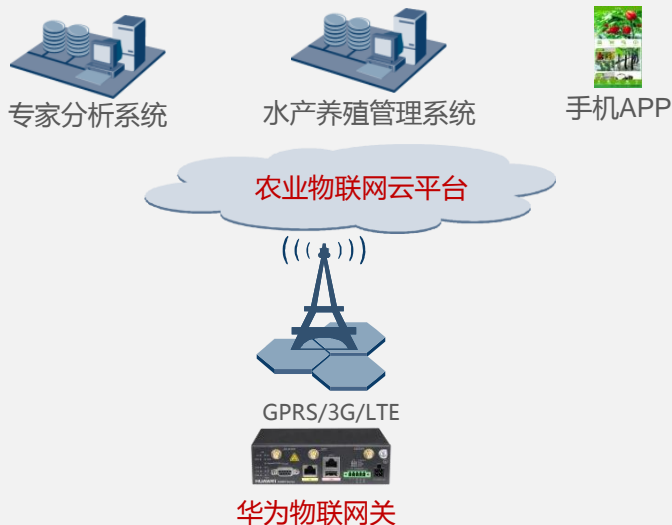 专家分析系统
水产养殖管理系统
手机APP
农业物联网云平台
GPRS/3G/LTE
HUAWEI
华为物联网关